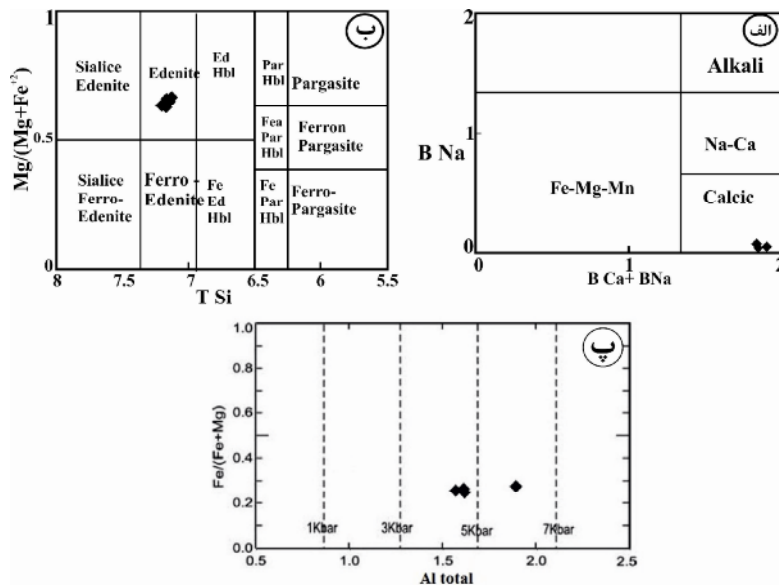 ب
1
0.5
0
Mg/(Mg+Fe⁺²)
Sialice
Edenite
Edenite
Ed
Hbl
Par
Hbl
Pargasite
Fea
Par
Hbl
Ferron
Pargasite
Sialice
Ferro-
Edenite
Ferro -
Edenite
Fe
Ed
Hbl
Fe
Par
Hbl
Ferro-
Pargasite
8
7.5
7
6.5
6
5.5
T Si
الف
2
1
0
B Na
Alkali
Na-Ca
Fe-Mg-Mn
Calcic
0
1
2
B Ca+ BNa
پ
1.0
0.8
0.6
0.4
0.2
0.0
Fe/(Fe+Mg)
1Kbar
3Kbar
5Kbar
7Kbar
0.5
1.0
1.5
2.0
2.5
Al total